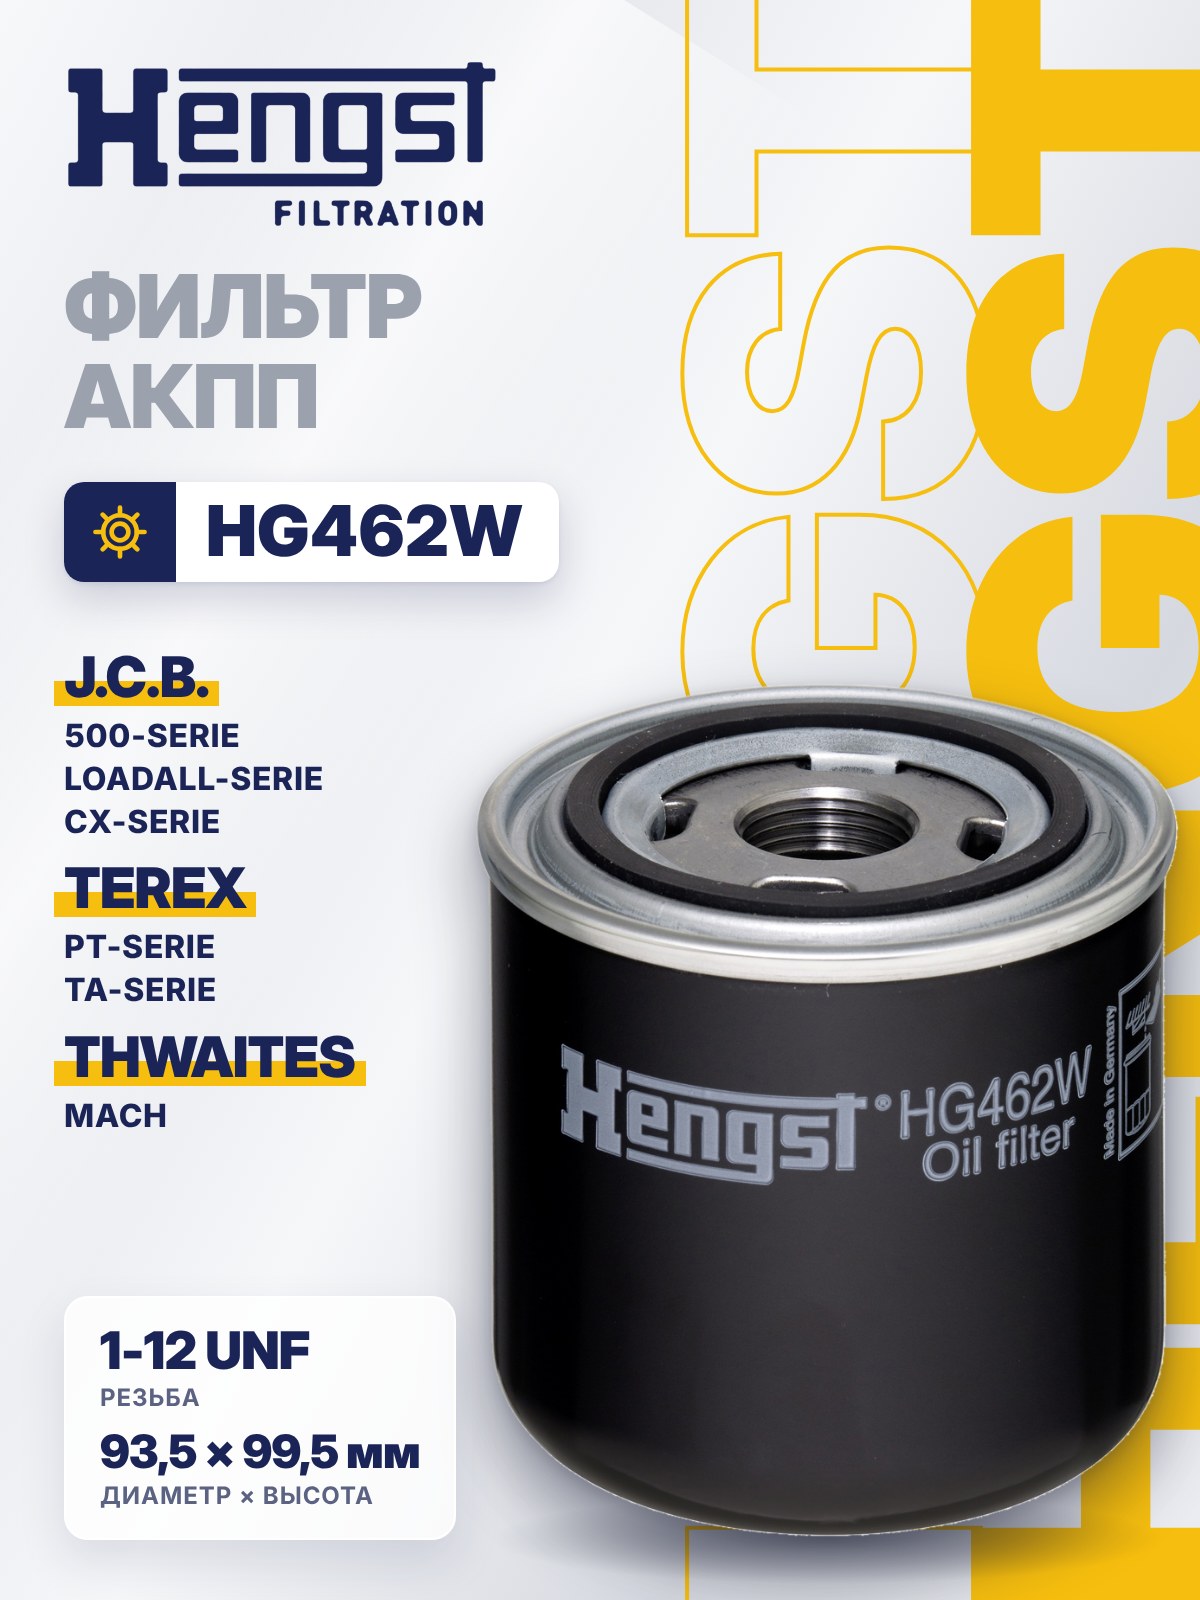 Hengst
FILTRATION
ФИЛЬТР
АКПП
HG462W
J.C.B.
500-SERIE
LOADALL-SERIE
CX-SERIE
TEREX
PT-SERIE
TA-SERIE
THWAITES
MACH
Hengst® HG462W
Oil filter
Made in Germany
1-12 UNF
РЕЗЬБА
93,5 × 99,5 мм
ДИАМЕТР × ВЫСОТА